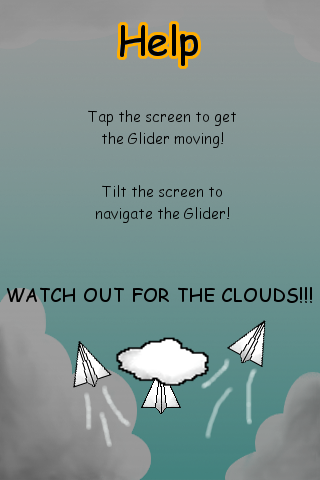 Help
Tap the screen to get
the Glider moving!
Tilt the screen to
navigate the Glider!
WATCH OUT FOR THE CLOUDS!!!